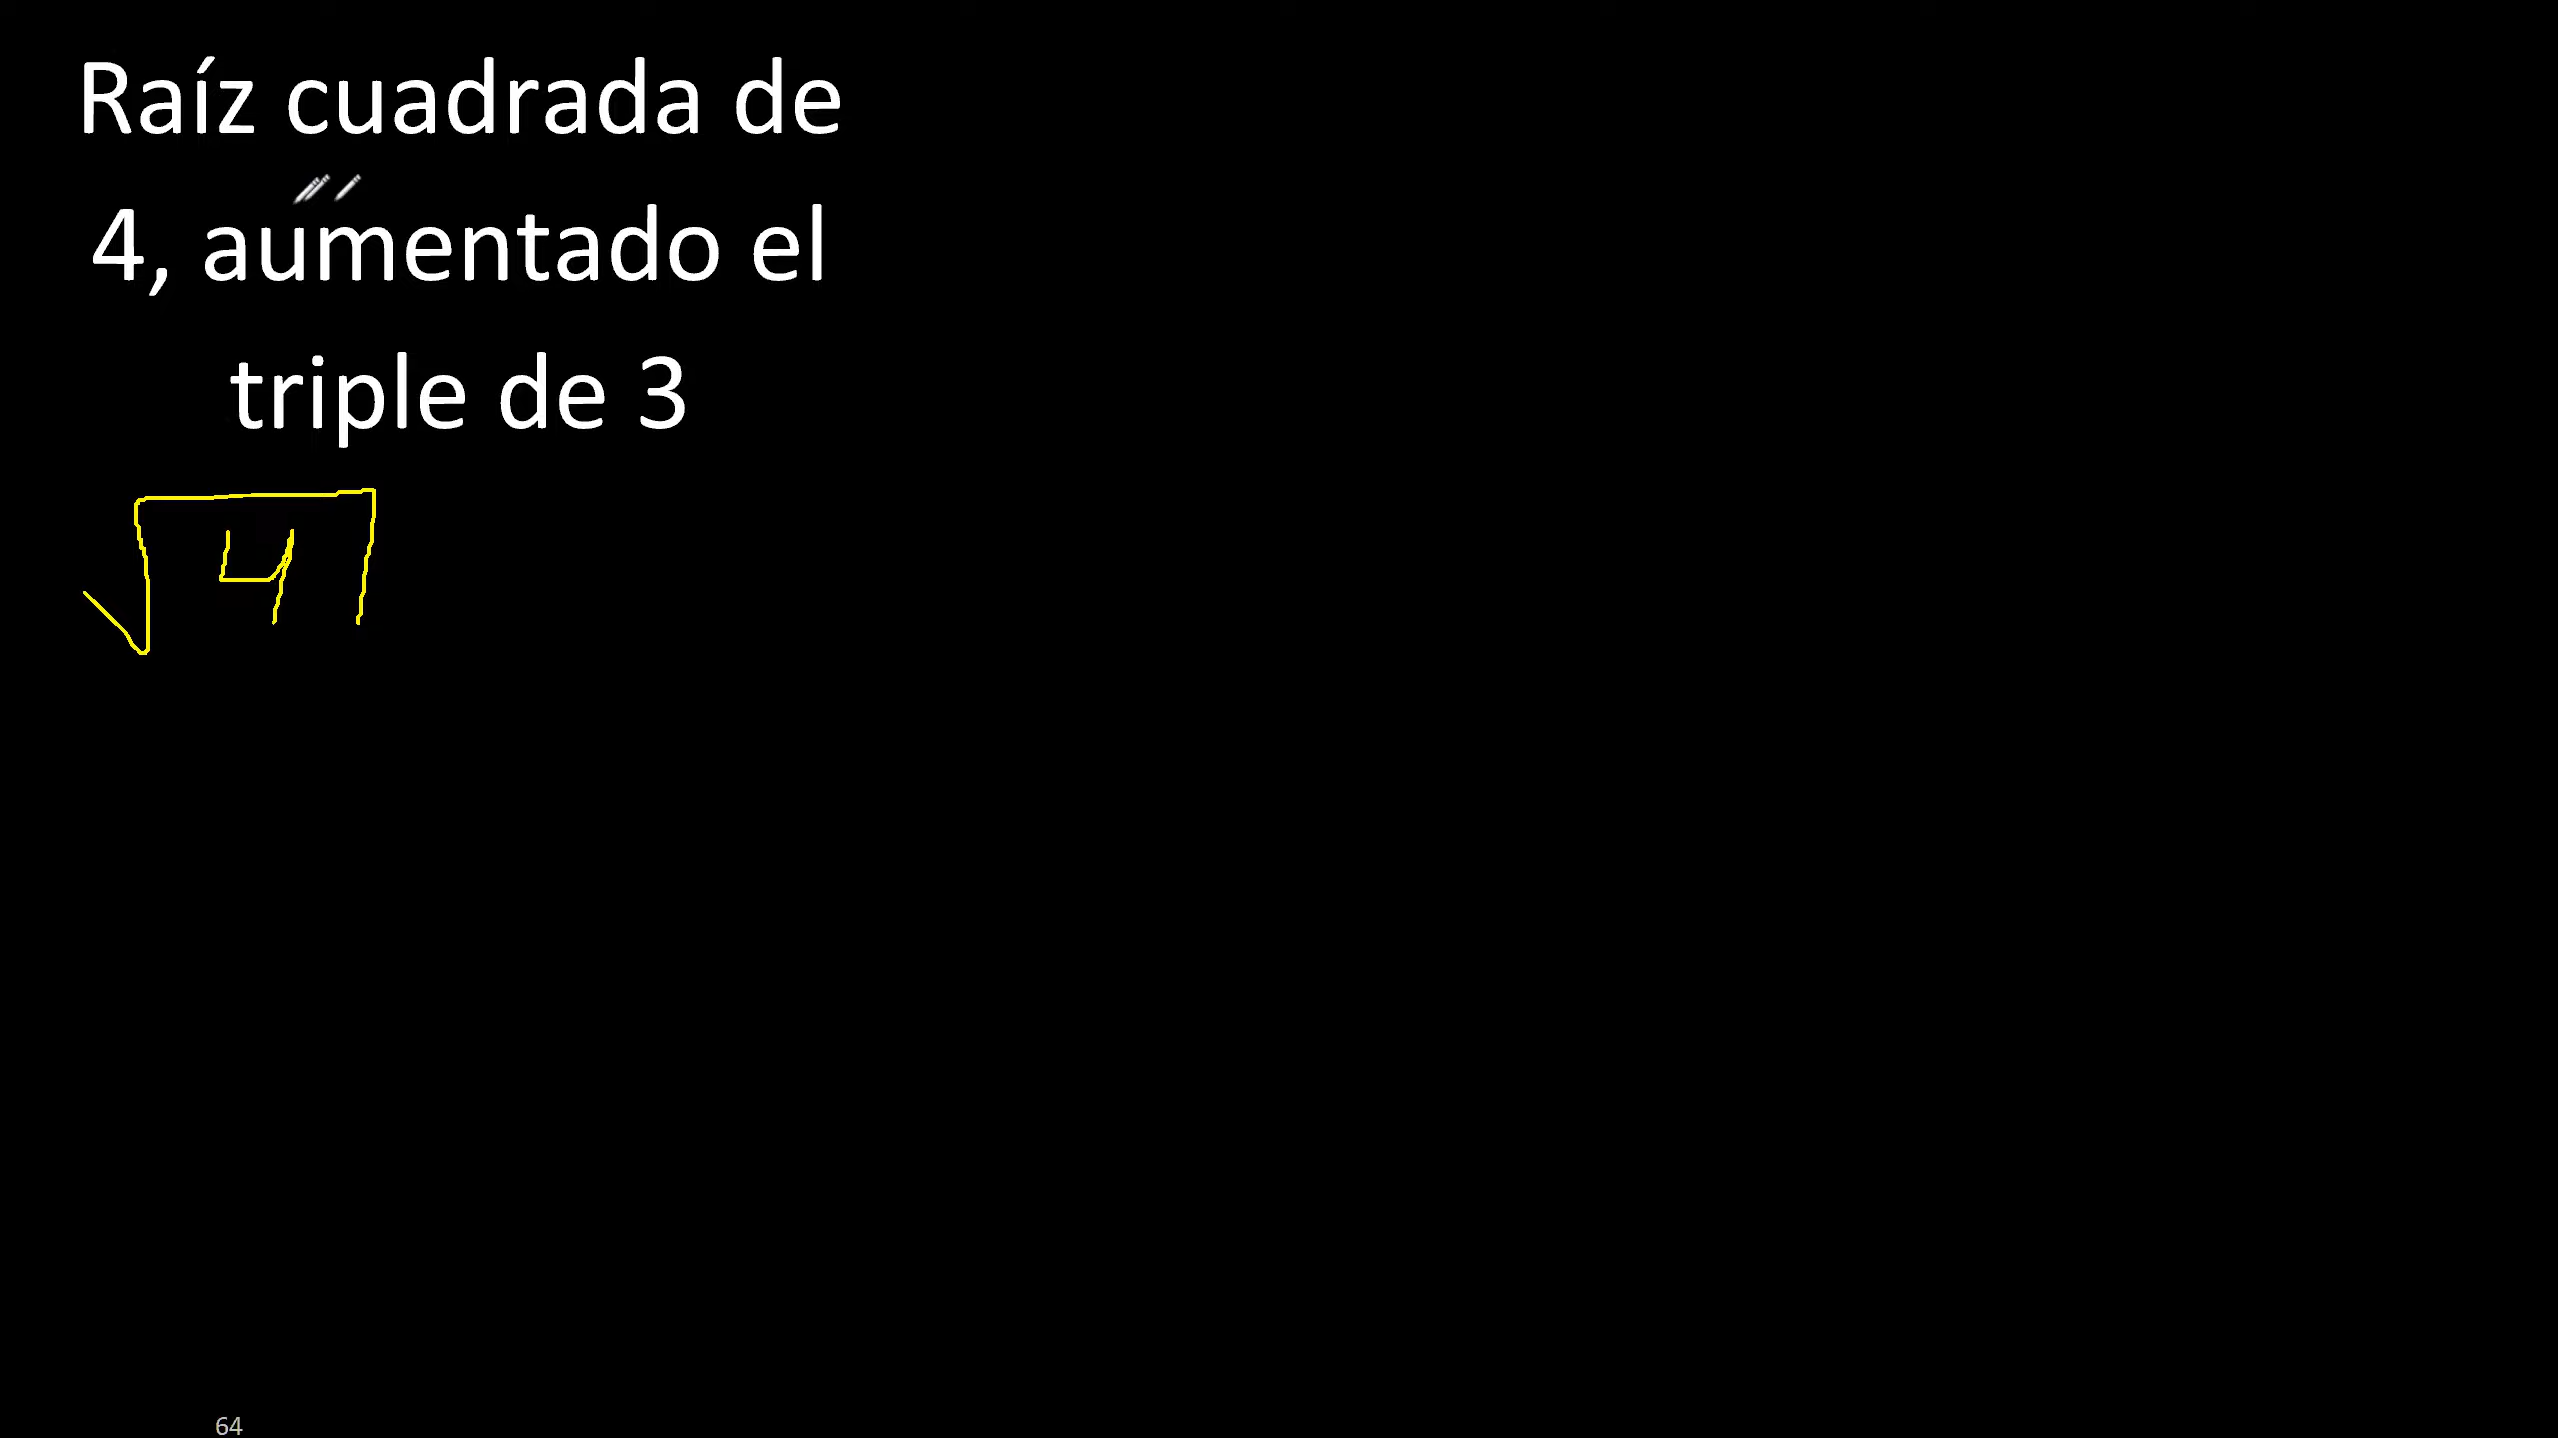 Raíz cuadrada de
4, aumentado el
triple de 3
√4
64